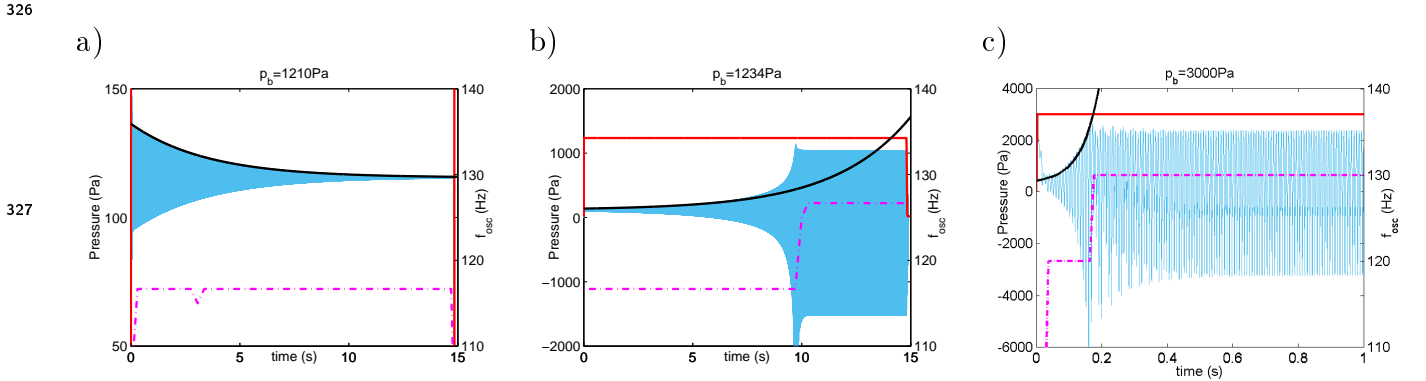 326
a)
b)
c)
p_b=1210Pa
p_b=1234Pa
p_b=3000Pa
150
100
50
Pressure (Pa)
0
5
10
15
time (s)
140
130
120
110
f_osc (Hz)
2000
1000
0
−1000
−2000
Pressure (Pa)
0
5
10
15
time (s)
140
130
120
110
f_osc (Hz)
4000
2000
0
-2000
-4000
-6000
Pressure (Pa)
0
0.2
0.4
0.6
0.8
1
time (s)
140
130
120
110
f_osc (Hz)
327